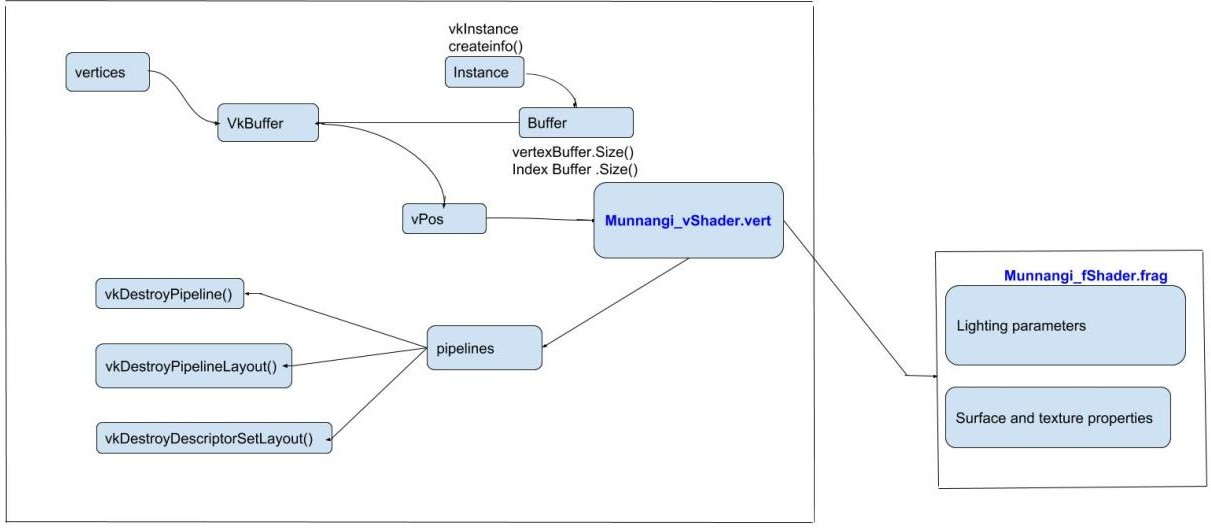 vkInstance
createinfo()
vertices
Instance
VkBuffer
Buffer
vertexBuffer.Size()
Index Buffer .Size()
vPos
Munnangi_vShader.vert
Munnangi_fShader.frag
vkDestroyPipeline()
Lighting parameters
pipelines
vkDestroyPipelineLayout()
Surface and texture properties
vkDestroyDescriptorSetLayout()